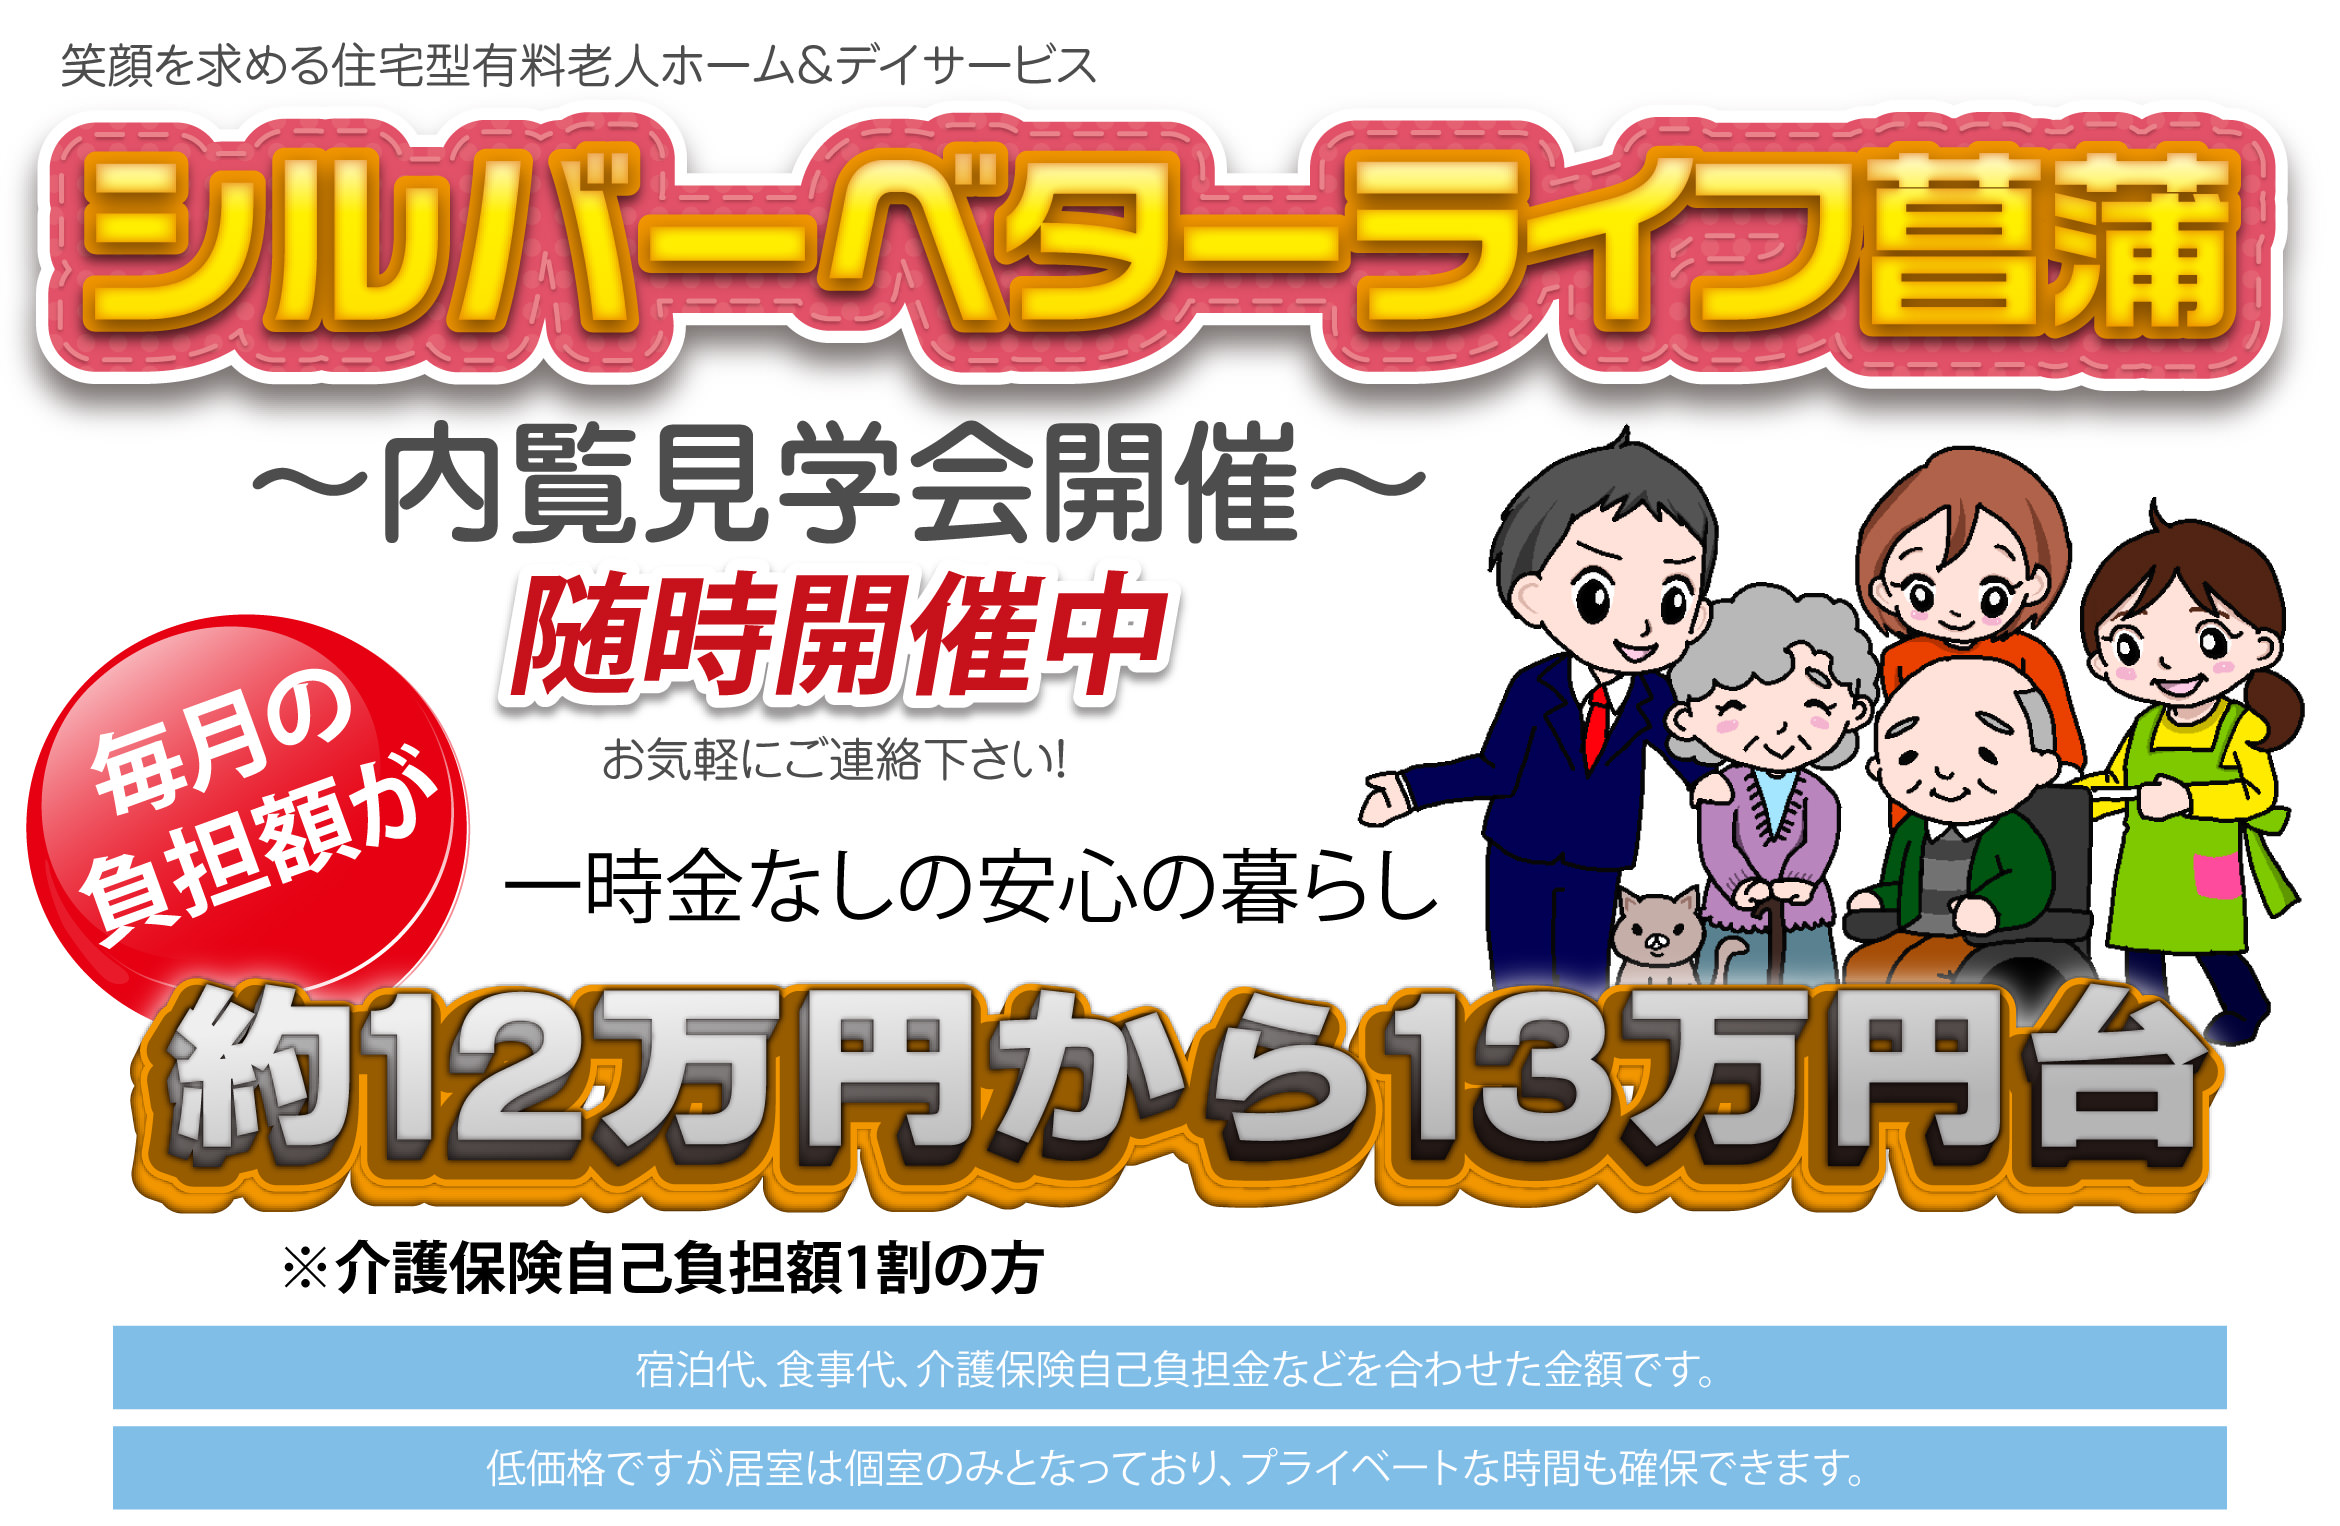 笑顔を求める住宅型有料老人ホーム&デイサービス
シルバーベターライフ菖蒲
～内覧見学会開催～
随時開催中
お気軽にご連絡下さい!
毎月の
負担額が
一時金なしの安心の暮らし
約12万円から13万円台
※介護保険自己負担額1割の方
宿泊代、食事代、介護保険自己負担金などを合わせた金額です。
低価格ですが居室は個室のみとなっており、プライベートな時間も確保できます。